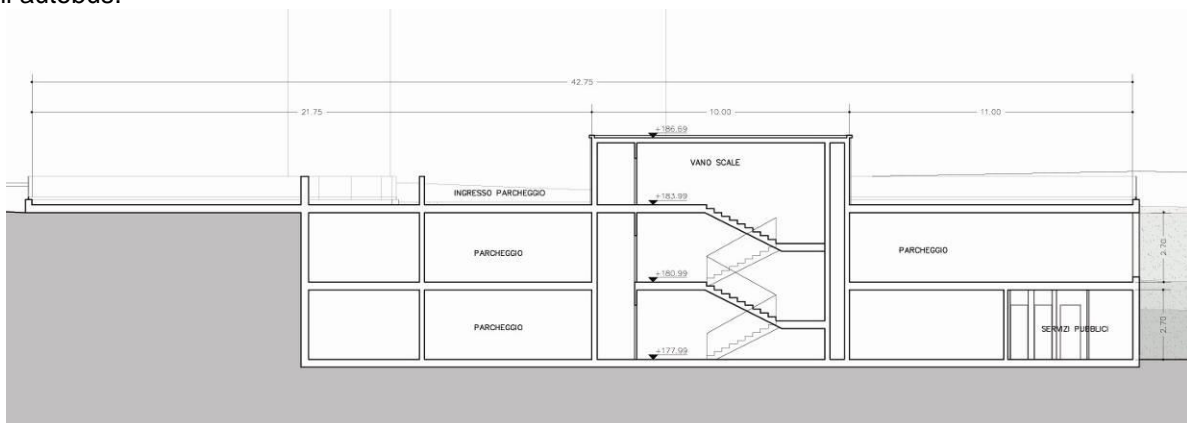 autobus.
42.75
21.75
10.00
11.00
+186.69
VANO SCALE
INGRESSO PARCHEGGIO
+183.99
PARCHEGGIO
PARCHEGGIO
2.70
+180.99
PARCHEGGIO
SERVIZI PUBBLICI
2.70
+177.99